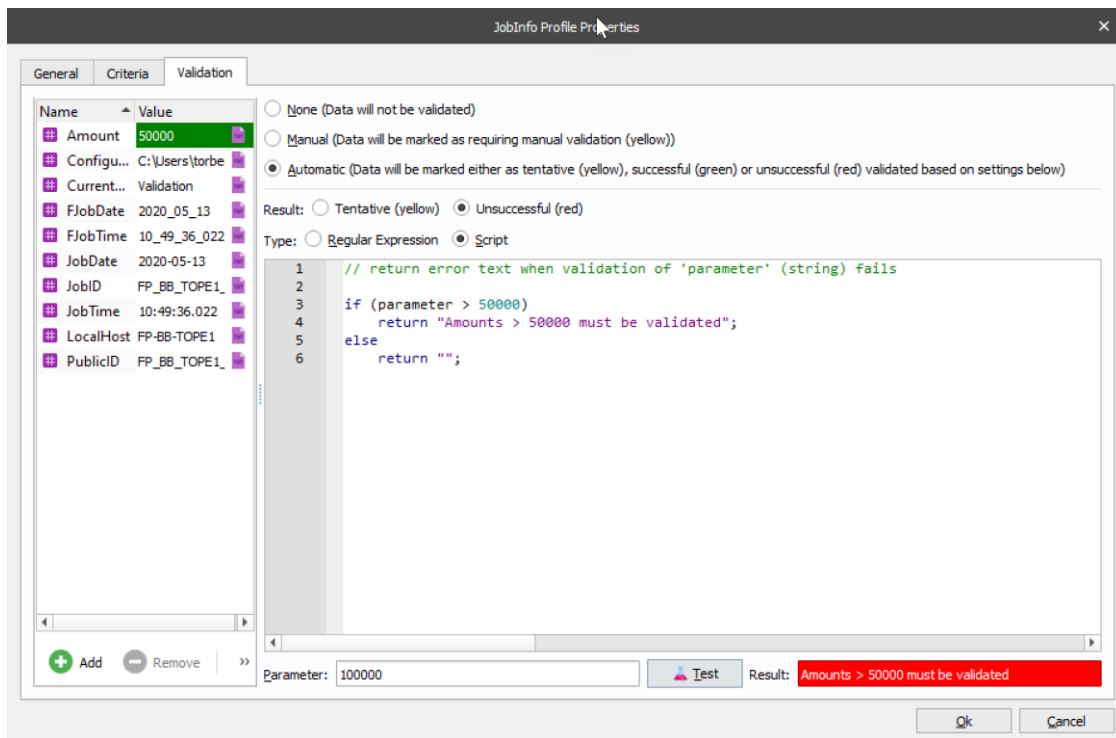 JobInfo Profile Properties
General Criteria Validation
Name Value
Amount 50000
Configu... C:\Users\torbe
Current... Validation
FJobDate 2020_05_13
FJobTime 10_49_36_022
JobDate 2020-05-13
JobID FP_BB_TOPE1_
JobTime 10:49:36.022
LocalHost FP-BB-TOPE1
PublicID FP_BB_TOPE1_
Add Remove »
None (Data will not be validated)
Manual (Data will be marked as requiring manual validation (yellow))
Automatic (Data will be marked either as tentative (yellow), successful (green) or unsuccessful (red) validated based on settings below)
Result: Tentative (yellow) Unsuccessful (red)
Type: Regular Expression Script
1 // return error text when validation of 'parameter' (string) fails
2
3 if (parameter > 50000)
4 return "Amounts > 50000 must be validated";
5 else
6 return "";
Parameter: 100000 Test Result: Amounts > 50000 must be validated
Ok Cancel